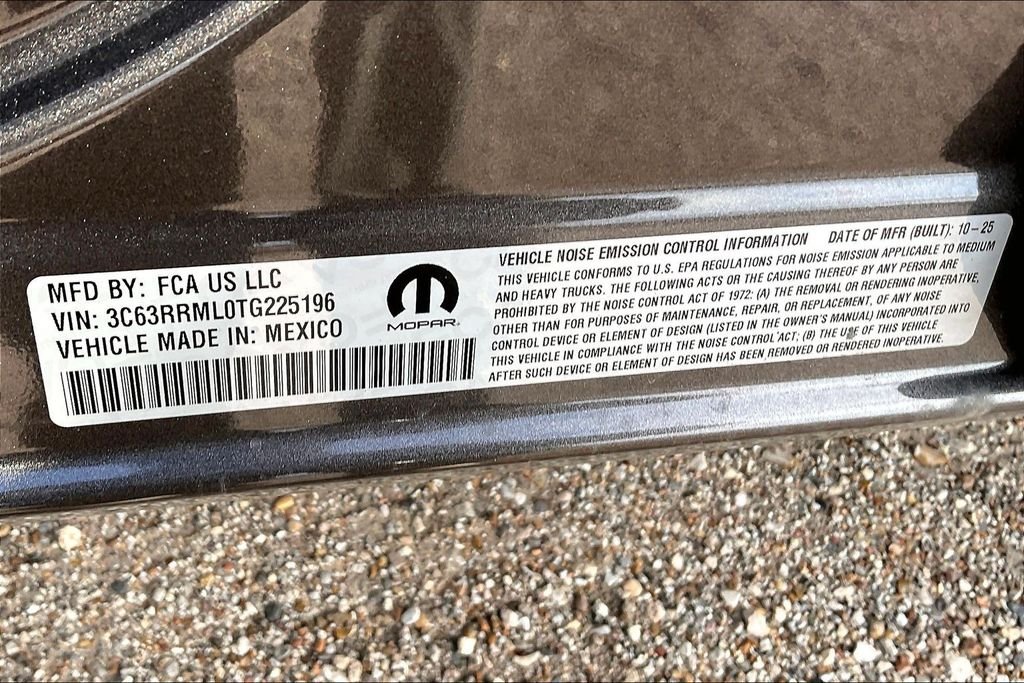 MFD BY: FCA US LLC
VIN: 3C63RRML0TG225196
VEHICLE MADE IN: MEXICO
MOPAR
VEHICLE NOISE EMISSION CONTROL INFORMATION DATE OF MFR (BUILT): 10-25
THIS VEHICLE CONFORMS TO U.S. EPA REGULATIONS FOR NOISE EMISSION APPLICABLE TO MEDIUM
AND HEAVY TRUCKS. THE FOLLOWING ACTS OR THE CAUSING THEREOF BY ANY PERSON ARE
PROHIBITED BY THE NOISE CONTROL ACT OF 1972: (A) THE REMOVAL OR RENDERING INOPERATIVE,
OTHER THAN FOR PURPOSES OF MAINTENANCE, REPAIR, OR REPLACEMENT, OF ANY NOISE
CONTROL DEVICE OR ELEMENT OF DESIGN (LISTED IN THE OWNER'S MANUAL) INCORPORATED INTO
THIS VEHICLE IN COMPLIANCE WITH THE NOISE CONTROL ACT; (B) THE USE OF THIS VEHICLE
AFTER SUCH DEVICE OR ELEMENT OF DESIGN HAS BEEN REMOVED OR RENDERED INOPERATIVE.